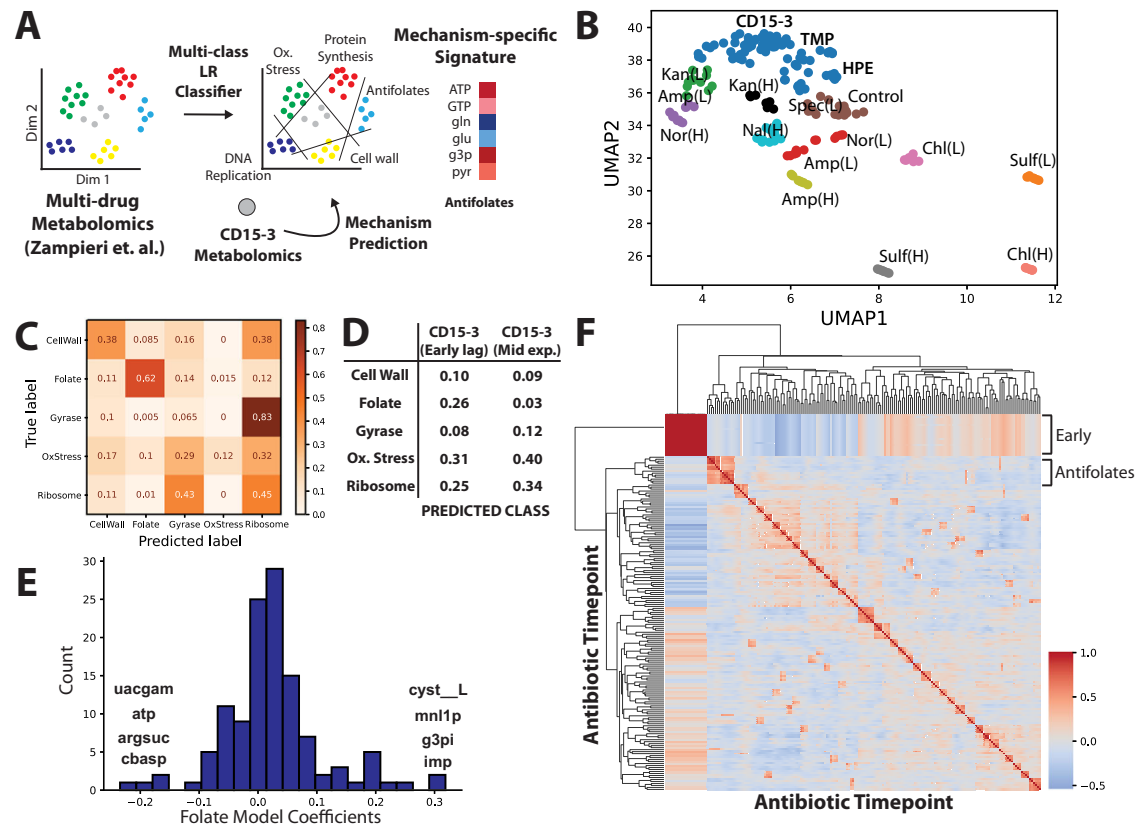 A
Multi-class
LR
Classifier
Dim 2
Dim 1
Multi-drug
Metabolomics
(Zampieri et. al.)
Ox.
Stress
Protein
Synthesis
Antifolates
DNA
Replication
Cell wall
CD15-3
Metabolomics
Mechanism
Prediction
Mechanism-specific
Signature
ATP
GTP
gln
glu
g3p
pyr
Antifolates
B
UMAP2
40
38
36
34
32
30
28
26
4
6
8
10
12
UMAP1
CD15-3
TMP
HPE
Kan(L)
Kan(H)
Amp(L)
Spec(L)
Control
Nor(H)
Nal(H)
Nor(L)
Amp(L)
Chl(L)
Amp(H)
Sulf(L)
Sulf(H)
Chl(H)
C
True label
CellWall
0.38
0.085
0.16
0
0.38
Folate
0.11
0.62
0.14
0.015
0.12
Gyrase
0.1
0.005
0.065
0
0.83
OxStress
0.17
0.1
0.29
0.12
0.32
Ribosome
0.11
0.01
0.43
0
0.45
CellWall
Folate
Gyrase
OxStress
Ribosome
Predicted label
0.8
0.7
0.6
0.5
0.4
0.3
0.2
0.1
0.0
D
CD15-3
(Early lag)
CD15-3
(Mid exp.)
Cell Wall 0.10 0.09
Folate 0.26 0.03
Gyrase 0.08 0.12
Ox. Stress 0.31 0.40
Ribosome 0.25 0.34
PREDICTED CLASS
E
Count
30
25
20
15
10
5
0
uacgam
atp
argsuc
cbasp
cyst__L
mnl1p
g3pi
imp
−0.2
−0.1
0.0
0.1
0.2
0.3
Folate Model Coefficients
F
Early
Antifolates
Antibiotic Timepoint
Antibiotic Timepoint
1.0
0.5
0.0
−0.5